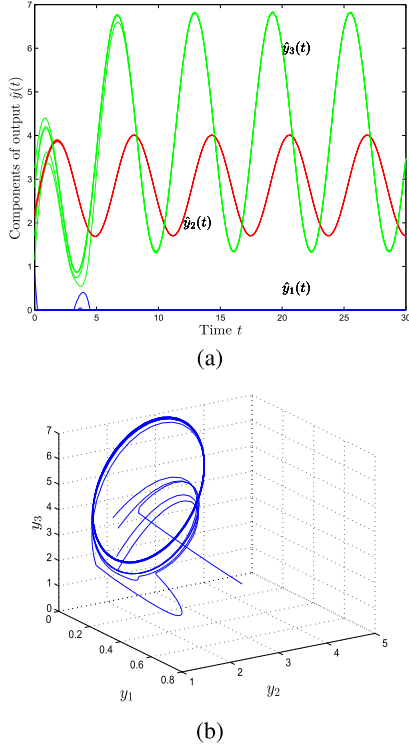 7
6
5
4
3
2
1
0
Components of output ŷ(t)
ŷ₃(t)
ŷ₂(t)
ŷ₁(t)
0 5 10 15 20 25 30
Time t
(a)
7
6
5
4
3
2
1
0
y₃
0
0.2
0.4
0.6
0.8
y₁
1
2
3
4
5
y₂
(b)